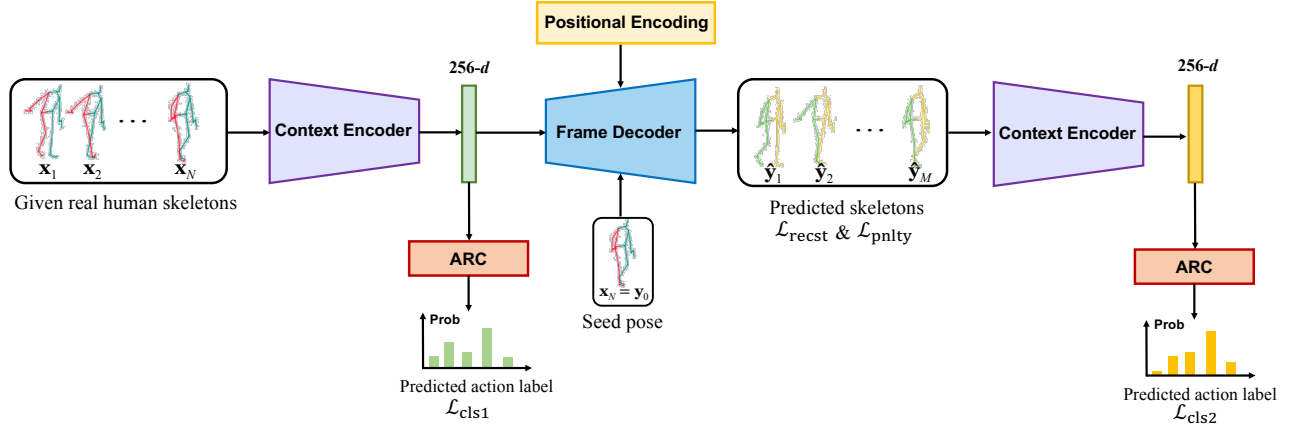 Positional Encoding
256-d
256-d
Context Encoder
Frame Decoder
Context Encoder
x1 x2 ... xN
ŷ1 ŷ2 ... ŷM
Given real human skeletons
Predicted skeletons
ℒrecst & ℒpnlty
ARC
xN = y0
Seed pose
ARC
Prob
Predicted action label
ℒcls1
Prob
Predicted action label
ℒcls2